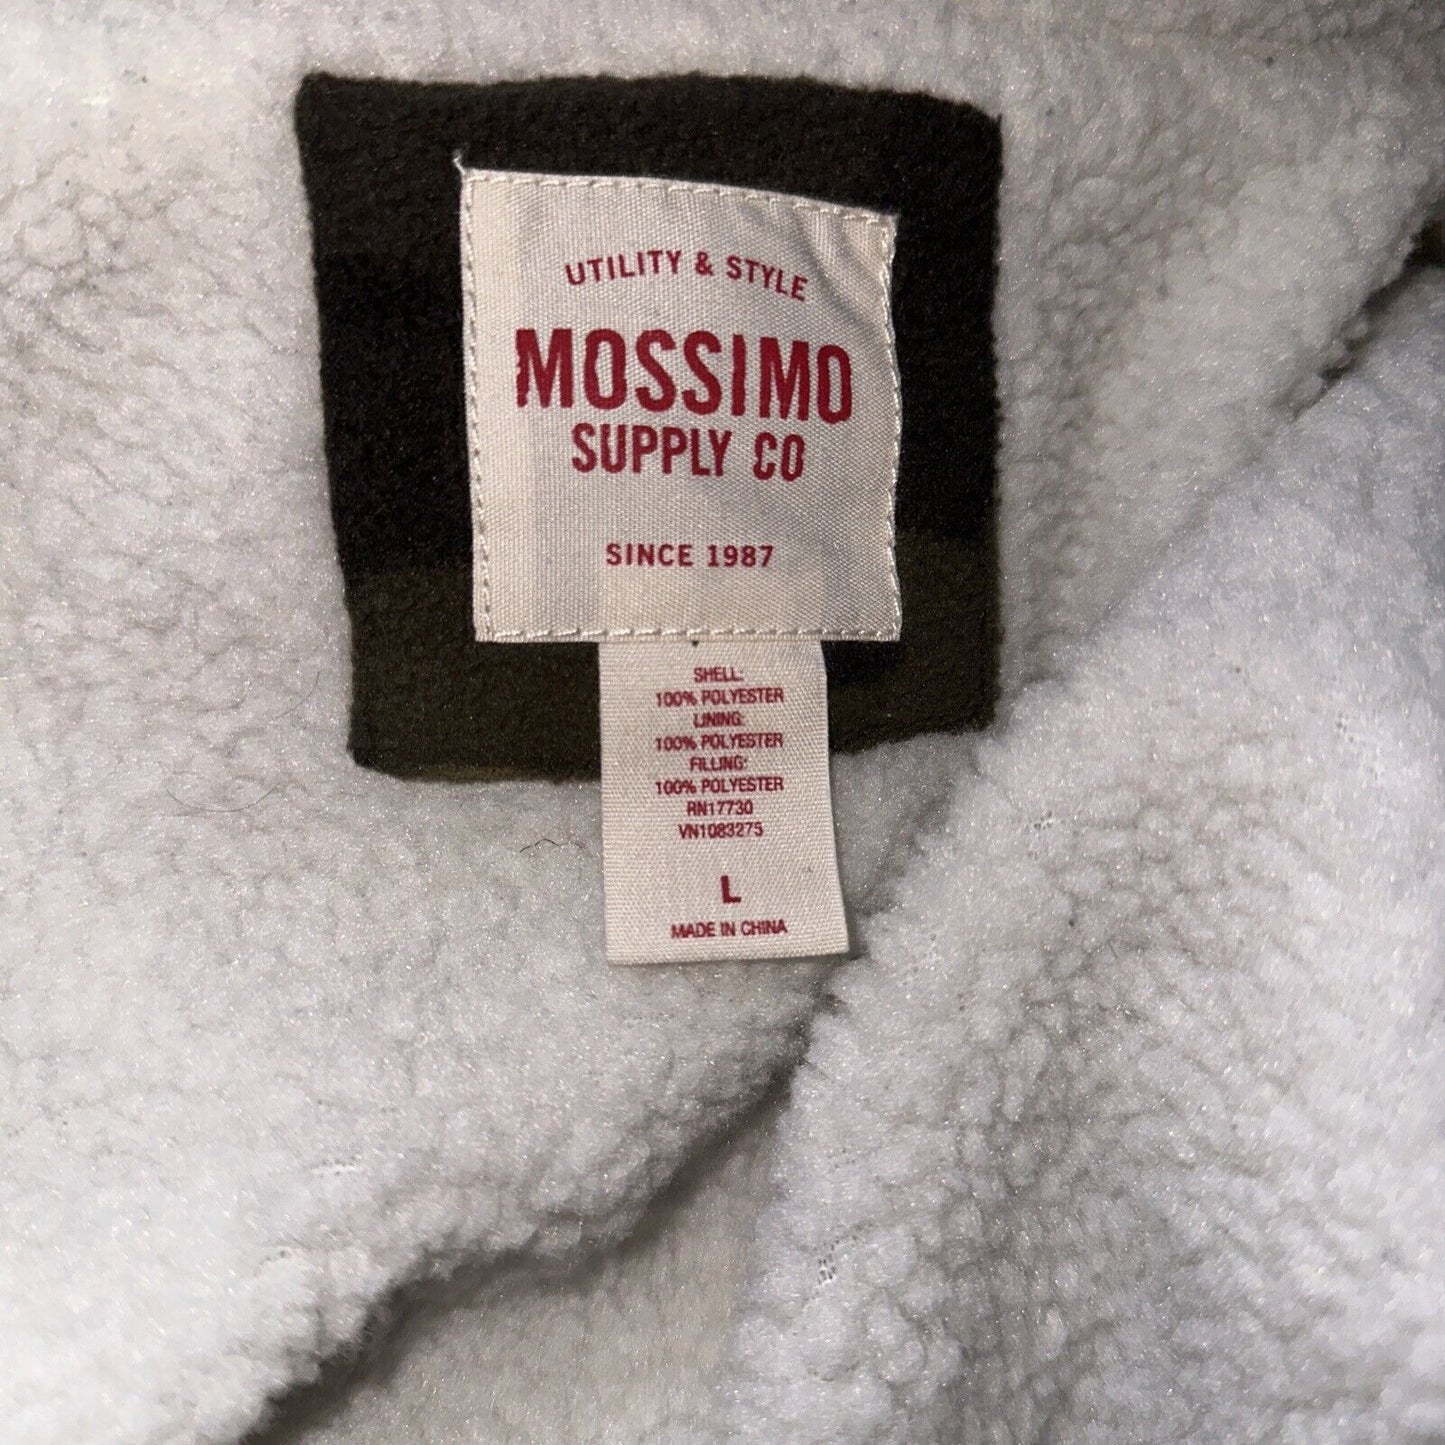 UTILITY & STYLE
MOSSIMO
SUPPLY CO
SINCE 1987
SHELL:
100% POLYESTER
LINING:
100% POLYESTER
FILLING:
100% POLYESTER
RN17730
VN1083275
L
MADE IN CHINA